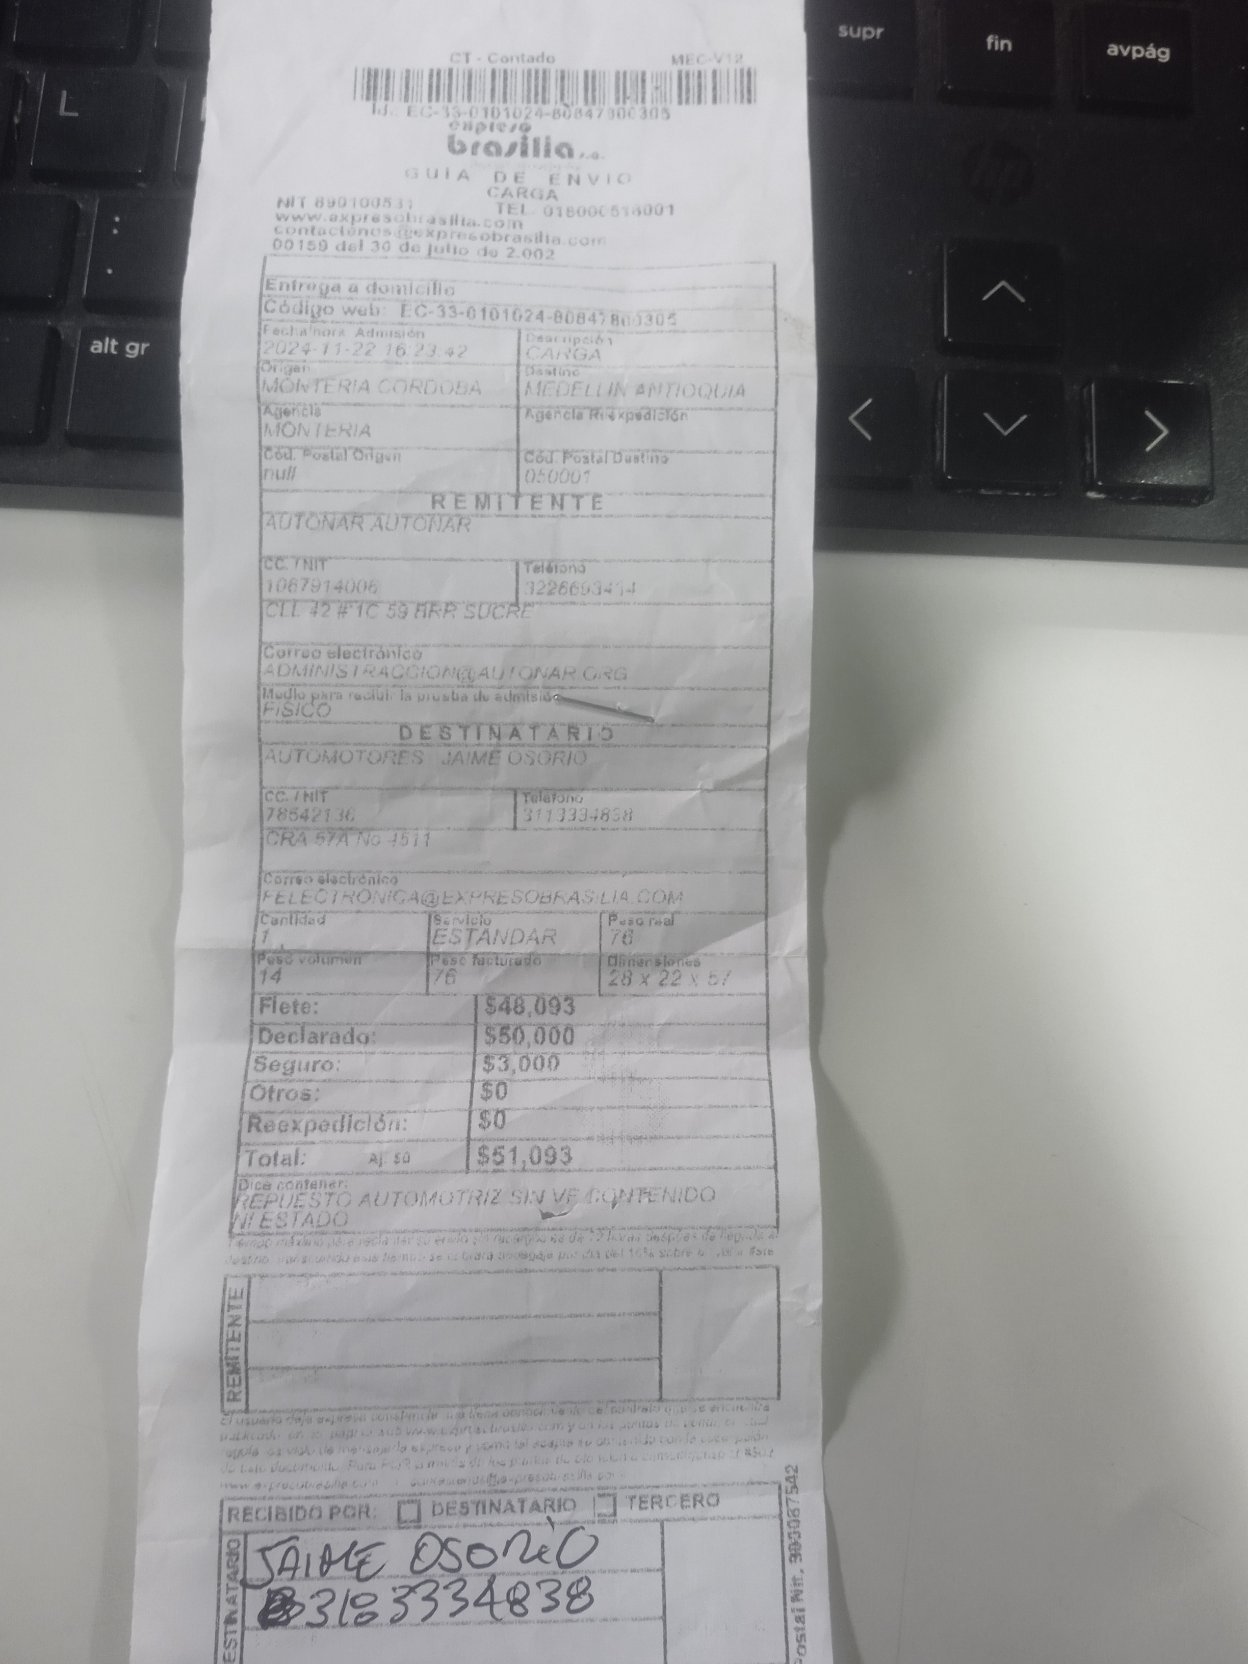 supr
fin
avpág
L
:
.
alt gr
hp
CT - Contado MEC-V12
Id.: EC-33-0101024-80847800305
expreso
brasilia s.a.
GUIA DE ENVIO
CARGA
NIT 890100531 TEL. 018000518001
www.expresobrasilia.com
contactenos@expresobrasilia.com
00159 del 30 de julio de 2.002
Entrega a domicilio
Código web: EC-33-0101024-80847800305
Fecha/hora Admisión Descripción
2024-11-22 16:23:42 CARGA
Origen Destino
MONTERIA CORDOBA MEDELLIN ANTIOQUIA
Agencia Agencia Reexpedición
MONTERIA
Cód. Postal Origen Cód. Postal Destino
null 050001
REMITENTE
AUTONAR AUTONAR
CC. / NIT Teléfono
1067914006
CLL 42 # 1C 59 BRR SUCRE
Correo electrónico
ADMINISTRACCION@AUTONAR.ORG
Medio para recibir la prueba de admisión
FISICO
DESTINATARIO
AUTOMOTORES JAIME OSORIO
CC. / NIT Teléfono
78542136 3113334838
CRA 57A No 4511
Correo electrónico
FELECTRONICA@EXPRESOBRASILIA.COM
Cantidad Servicio Peso real
1 ESTANDAR 76
Peso volumen Peso facturado Dimensiones
14 76 28 x 22 x 57
Flete: $48,093
Declarado: $50,000
Seguro: $3,000
Otros: $0
Reexpedición: $0
Total: Aj. $0 $51,093
Dice contener:
REPUESTO AUTOMOTRIZ SIN VE CONTENIDO
NI ESTADO
REMITENTE
RECIBIDO POR: DESTINATARIO TERCERO
JAIME OSORIO
3183334838